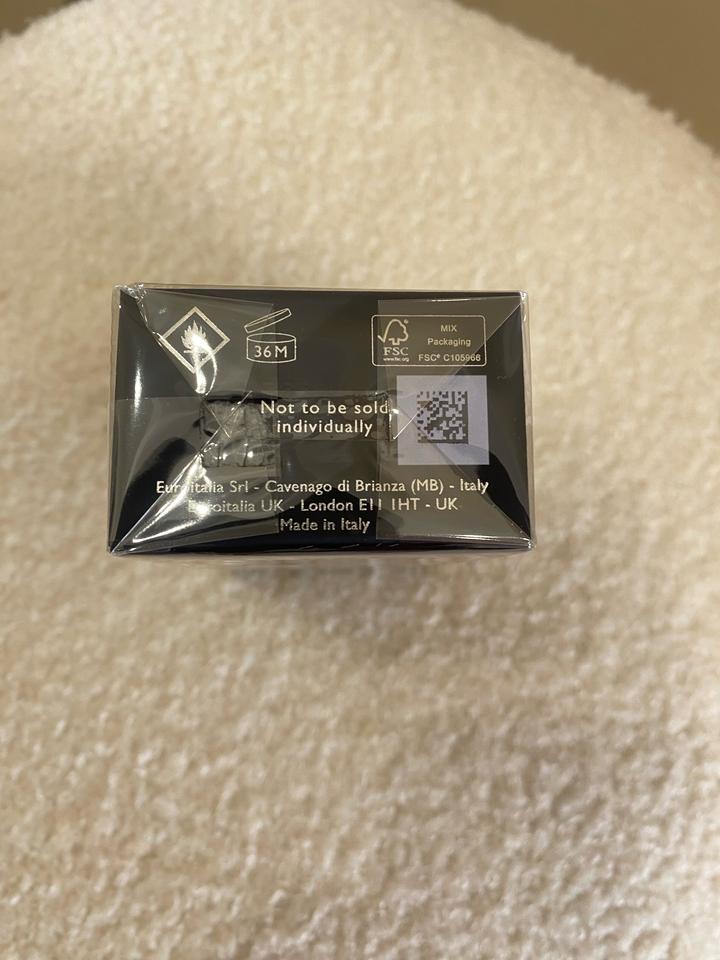 36 M
FSC
www.fsc.org
MIX
Packaging
FSC® C105968
Not to be sold
individually
Euroitalia Srl - Cavenago di Brianza (MB) - Italy
Euroitalia UK - London E11 1HT - UK
Made in Italy